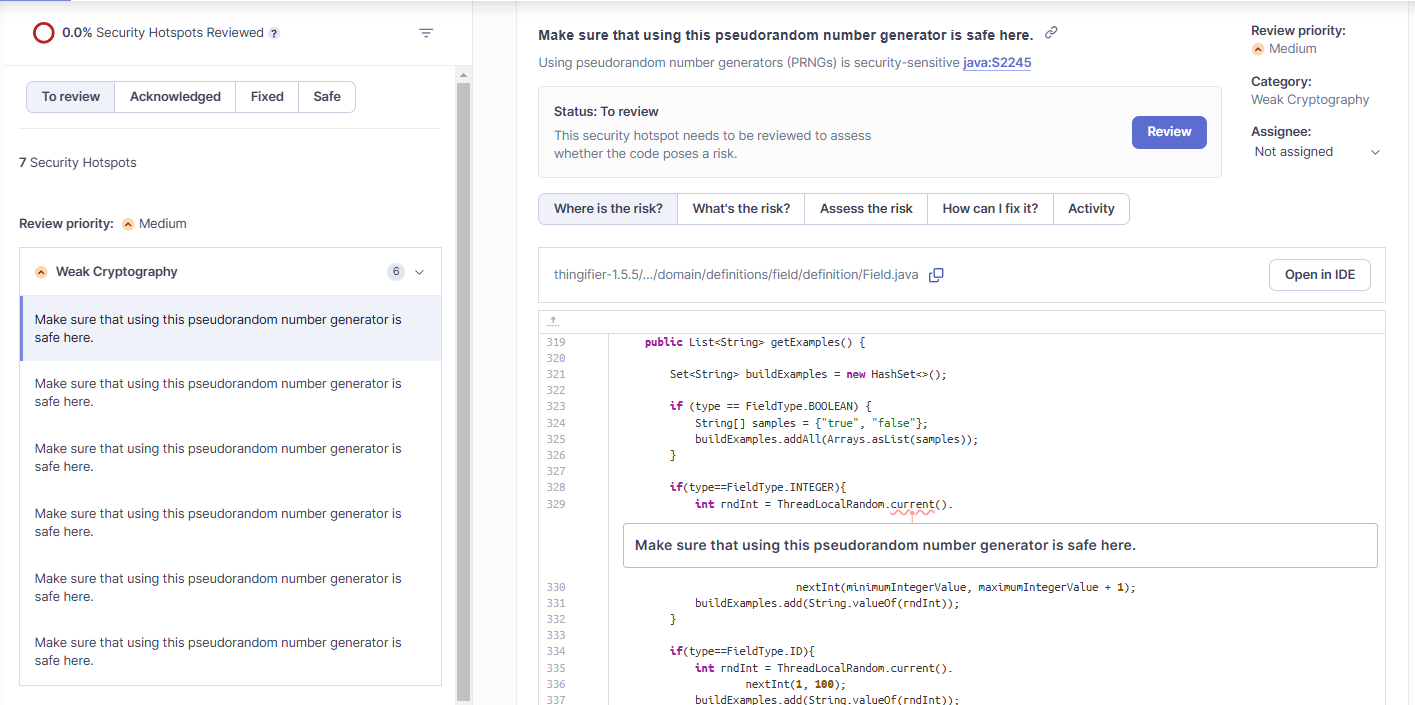 0.0% Security Hotspots Reviewed ?
To review Acknowledged Fixed Safe
7 Security Hotspots
Review priority: Medium
Weak Cryptography 6
Make sure that using this pseudorandom number generator is
safe here.
Make sure that using this pseudorandom number generator is
safe here.
Make sure that using this pseudorandom number generator is
safe here.
Make sure that using this pseudorandom number generator is
safe here.
Make sure that using this pseudorandom number generator is
safe here.
Make sure that using this pseudorandom number generator is
safe here.
Make sure that using this pseudorandom number generator is safe here.
Using pseudorandom number generators (PRNGs) is security-sensitive java:S2245
Status: To review
This security hotspot needs to be reviewed to assess
whether the code poses a risk.
Review
Review priority:
Medium
Category:
Weak Cryptography
Assignee:
Not assigned
Where is the risk? What's the risk? Assess the risk How can I fix it? Activity
thingifier-1.5.5/.../domain/definitions/field/definition/Field.java
Open in IDE
319 public List<String> getExamples() {
320
321 Set<String> buildExamples = new HashSet<>();
322
323 if (type == FieldType.BOOLEAN) {
324 String[] samples = {"true", "false"};
325 buildExamples.addAll(Arrays.asList(samples));
326 }
327
328 if(type==FieldType.INTEGER){
329 int rndInt = ThreadLocalRandom.current().
Make sure that using this pseudorandom number generator is safe here.
330 nextInt(minimumIntegerValue, maximumIntegerValue + 1);
331 buildExamples.add(String.valueOf(rndInt));
332 }
333
334 if(type==FieldType.ID){
335 int rndInt = ThreadLocalRandom.current().
336 nextInt(1, 100);
337 buildExamples.add(String.valueOf(rndInt));